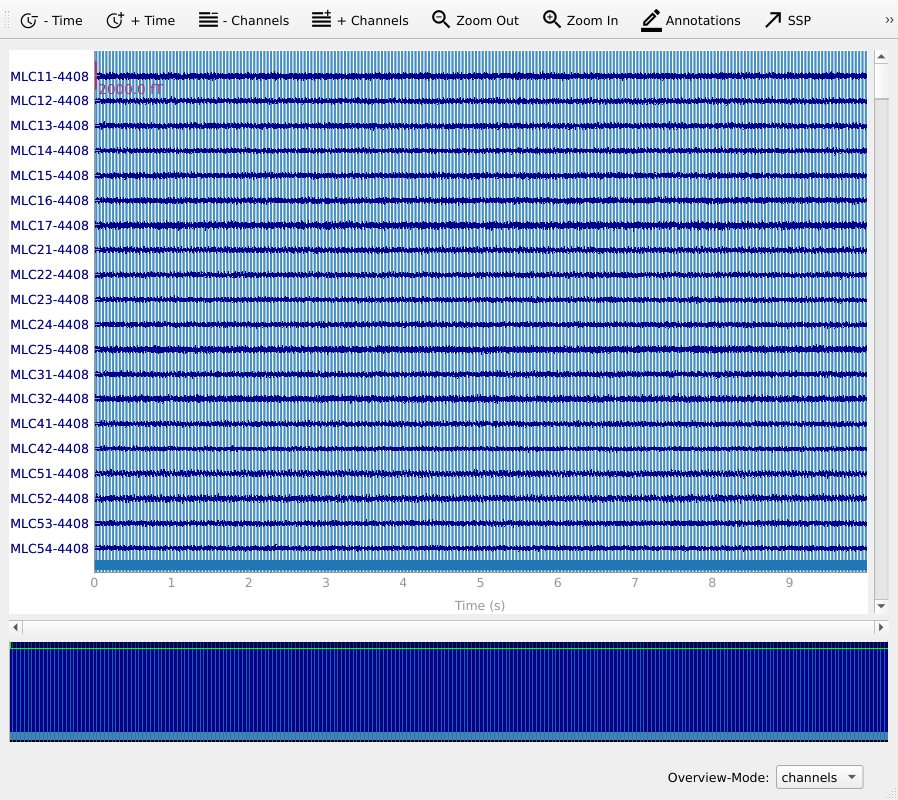 - Time + Time - Channels + Channels Zoom Out Zoom In Annotations SSP »
MLC11-4408
2000.0 fT
MLC12-4408
MLC13-4408
MLC14-4408
MLC15-4408
MLC16-4408
MLC17-4408
MLC21-4408
MLC22-4408
MLC23-4408
MLC24-4408
MLC25-4408
MLC31-4408
MLC32-4408
MLC41-4408
MLC42-4408
MLC51-4408
MLC52-4408
MLC53-4408
MLC54-4408
0 1 2 3 4 5 6 7 8 9
Time (s)
Overview-Mode: channels